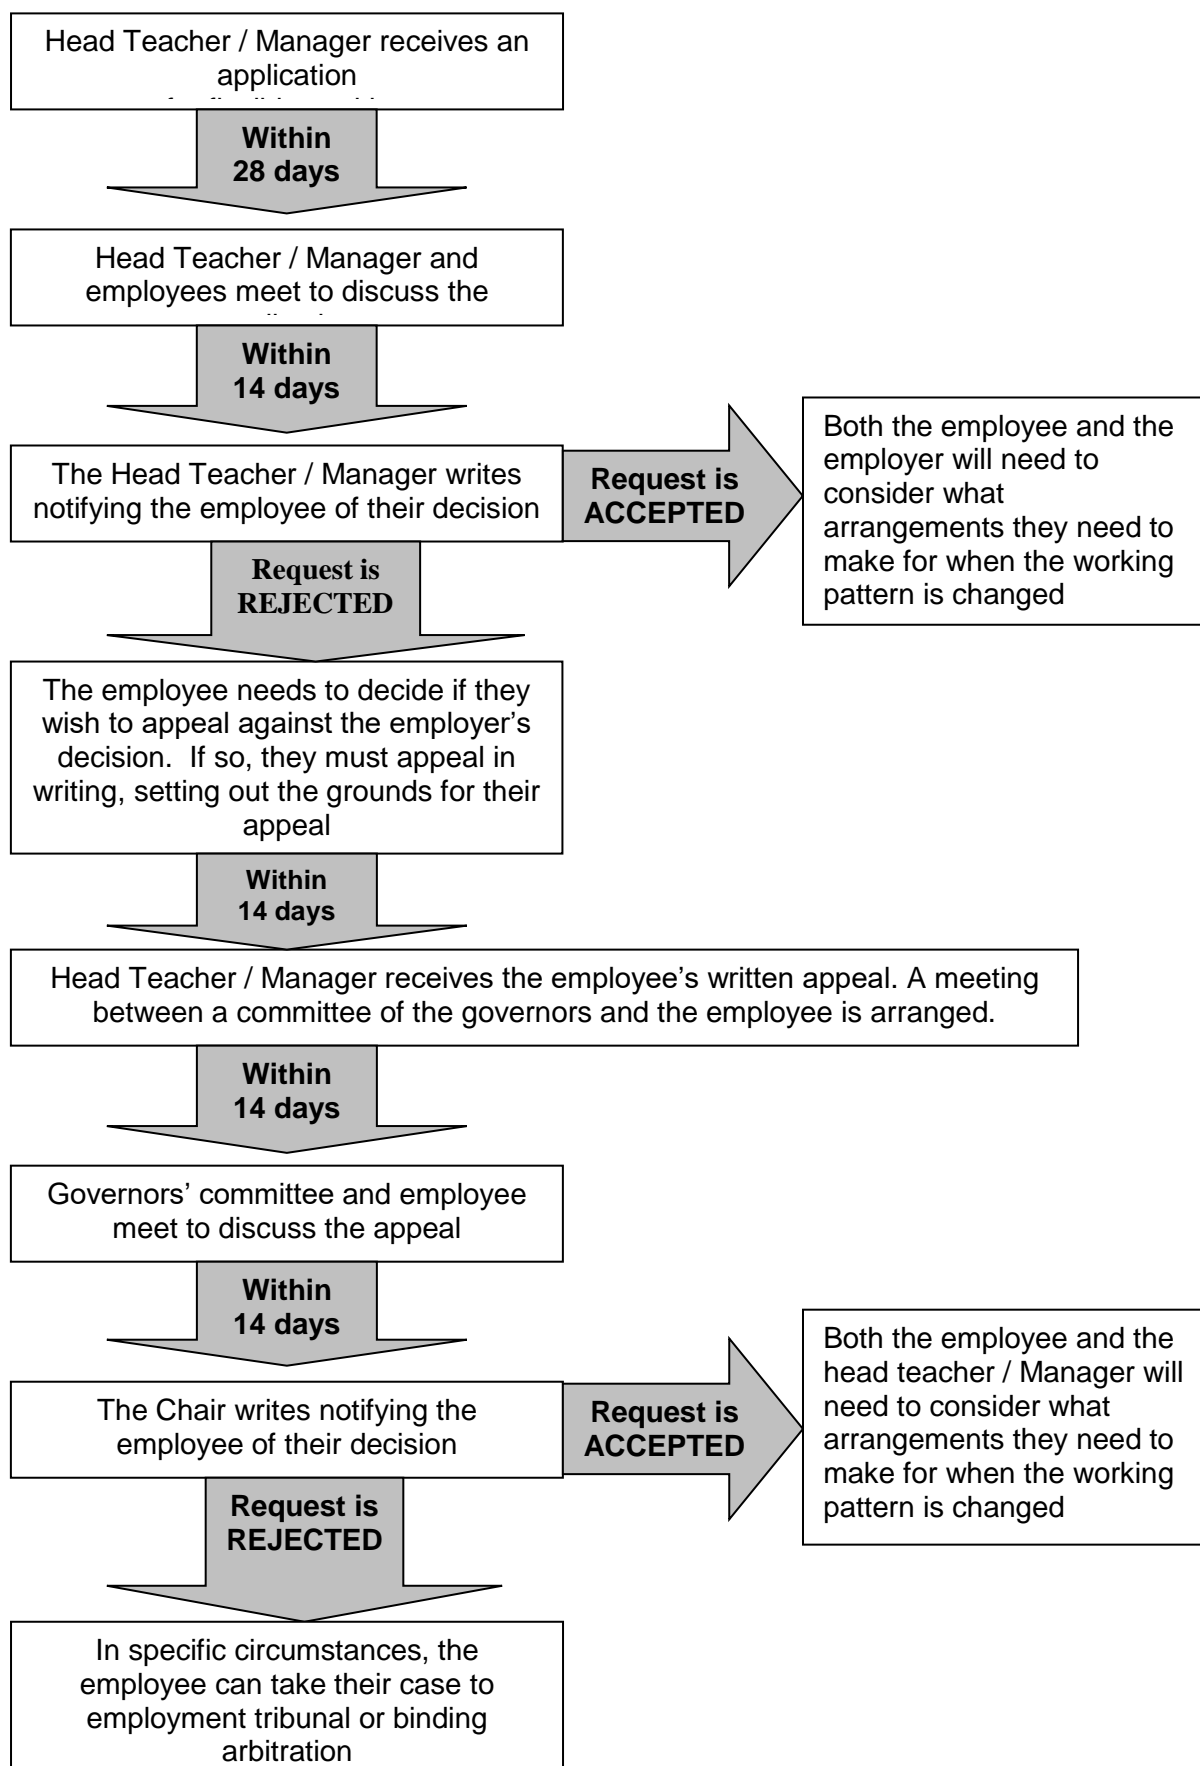 Head Teacher / Manager receives an
application
Within
28 days
Head Teacher / Manager and
employees meet to discuss the
Within
14 days
The Head Teacher / Manager writes
notifying the employee of their decision
Request is
ACCEPTED
Both the employee and the
employer will need to
consider what
arrangements they need to
make for when the working
pattern is changed
Request is
REJECTED
The employee needs to decide if they
wish to appeal against the employer’s
decision.  If so, they must appeal in
writing, setting out the grounds for their
appeal
Within
14 days
Head Teacher / Manager receives the employee’s written appeal. A meeting
between a committee of the governors and the employee is arranged.
Within
14 days
Governors’ committee and employee
meet to discuss the appeal
Within
14 days
The Chair writes notifying the
employee of their decision
Request is
ACCEPTED
Both the employee and the
head teacher / Manager will
need to consider what
arrangements they need to
make for when the working
pattern is changed
Request is
REJECTED
In specific circumstances, the
employee can take their case to
employment tribunal or binding
arbitration